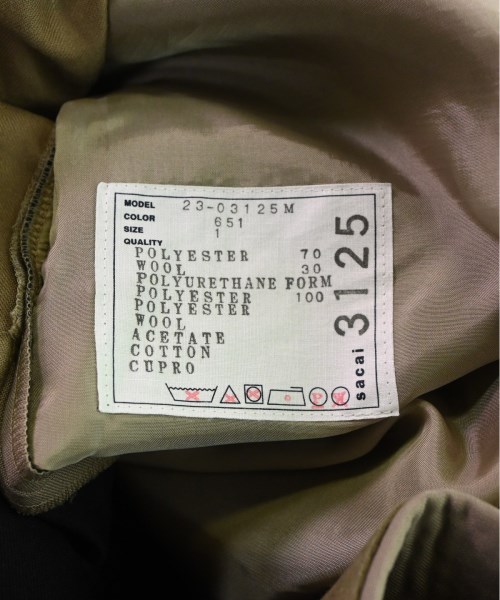 MODEL 23-03125M
COLOR 651
SIZE 1
QUALITY
POLYESTER 70
WOOL 30
POLYURETHANE FORM
POLYESTER 100
POLYESTER
WOOL
ACETATE
COTTON
CUPRO
P W
sacai 3125